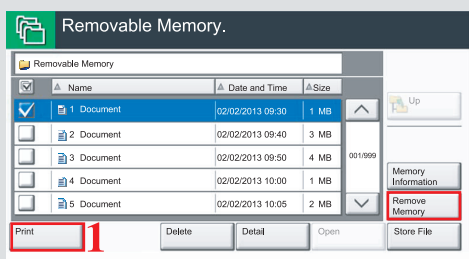 Removable Memory.
Removable Memory
Name Date and Time Size
1 Document 02/02/2013 09:30 1 MB
2 Document 02/02/2013 09:40 3 MB
3 Document 02/02/2013 09:50 4 MB
4 Document 02/02/2013 10:00 1 MB
5 Document 02/02/2013 10:05 2 MB
001/999
Up
Memory
Information
Remove
Memory
Print 1 Delete Detail Open Store File